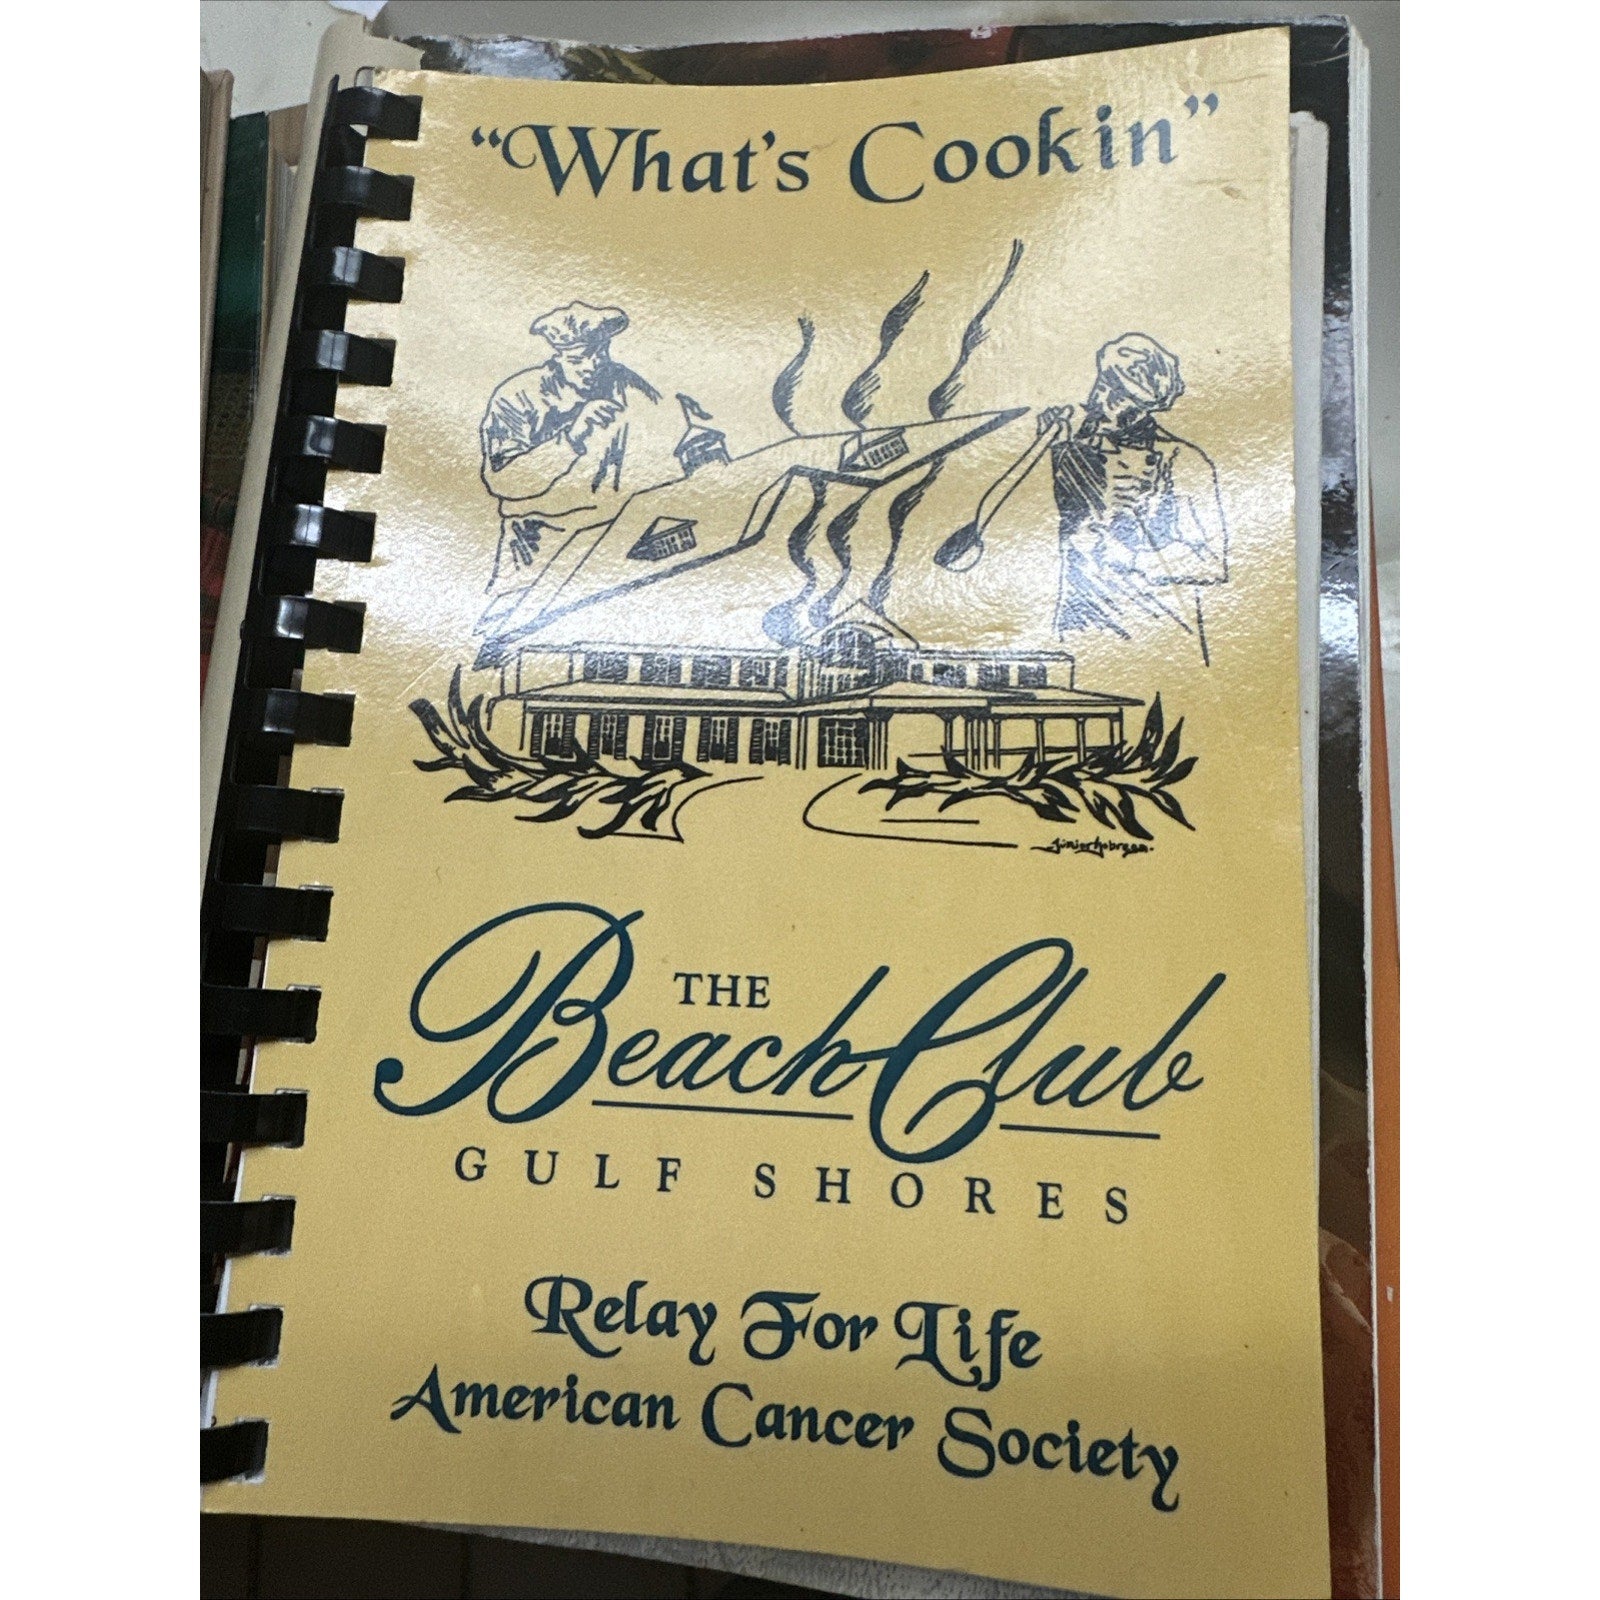 “What's Cookin”
THE
Beach Club
GULF SHORES
Relay For Life
American Cancer Society